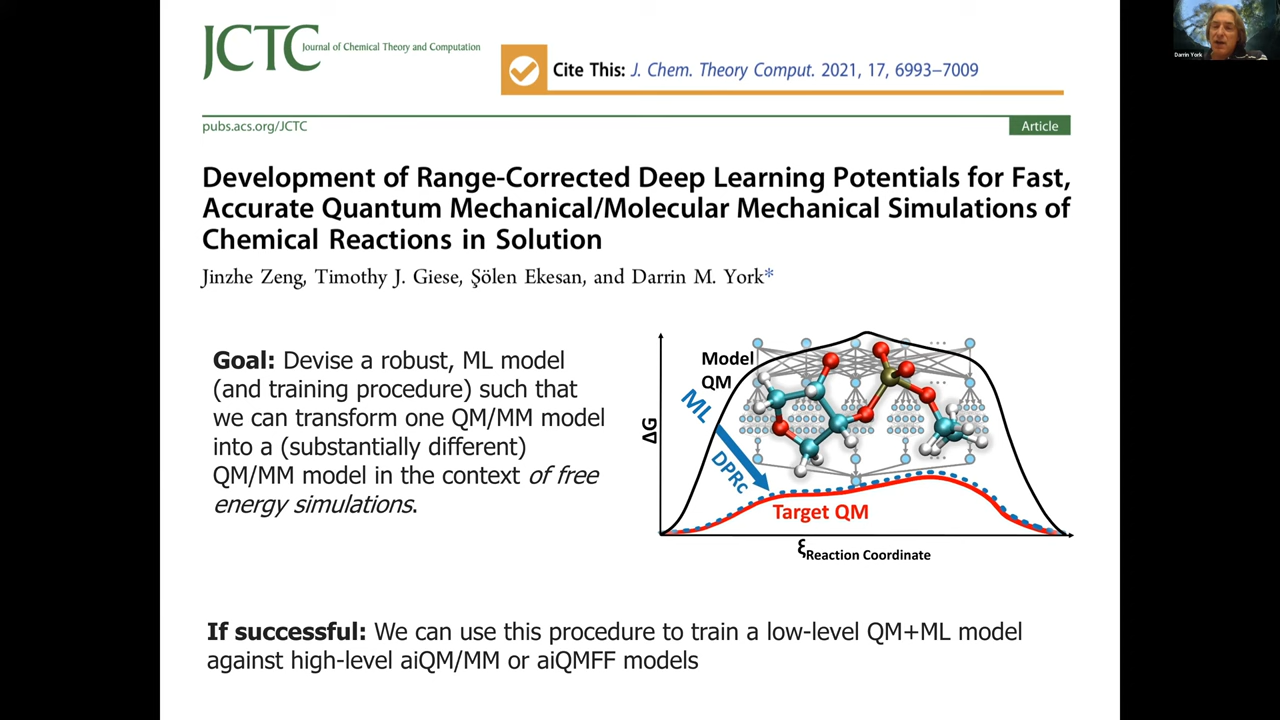 JCTC Journal of Chemical Theory and Computation
Cite This: J. Chem. Theory Comput. 2021, 17, 6993–7009
Darrin York
pubs.acs.org/JCTC
Article
Development of Range-Corrected Deep Learning Potentials for Fast,
Accurate Quantum Mechanical/Molecular Mechanical Simulations of
Chemical Reactions in Solution
Jinzhe Zeng, Timothy J. Giese, Şölen Ekesan, and Darrin M. York*
Goal: Devise a robust, ML model
(and training procedure) such that
we can transform one QM/MM model
into a (substantially different)
QM/MM model in the context of free
energy simulations.
Model
QM
ML
DPRc
ΔG
Target QM
ξReaction Coordinate
If successful: We can use this procedure to train a low-level QM+ML model
against high-level aiQM/MM or aiQMFF models